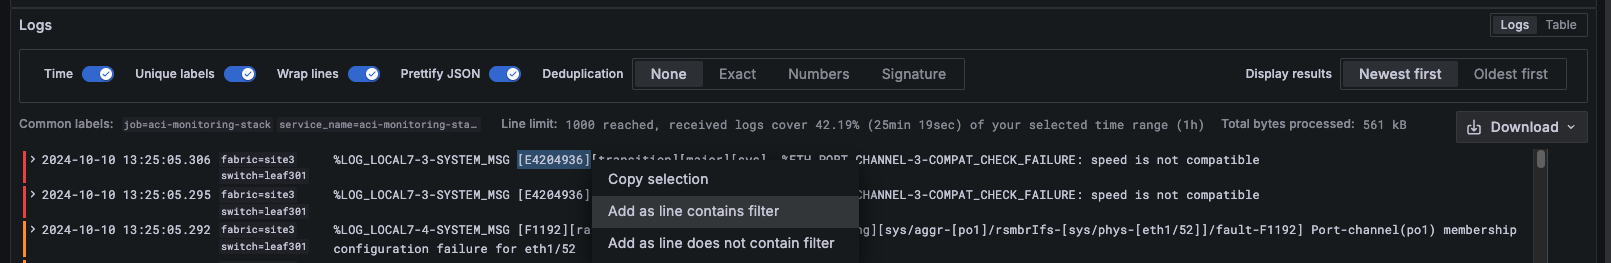 Logs
Logs Table
Time Unique labels Wrap lines Prettify JSON Deduplication None Exact Numbers Signature Display results Newest first Oldest first
Common labels: job=aci-monitoring-stack service_name=aci-monitoring-sta… Line limit: 1000 reached, received logs cover 42.19% (25min 19sec) of your selected time range (1h) Total bytes processed: 561 kB
Download
2024-10-10 13:25:05.306 fabric=site3 %LOG_LOCAL7-3-SYSTEM_MSG [E4204936][transition][major][sys] %ETH_PORT_CHANNEL-3-COMPAT_CHECK_FAILURE: speed is not compatible
switch=leaf301
Copy selection
2024-10-10 13:25:05.295 fabric=site3 %LOG_LOCAL7-3-SYSTEM_MSG [E4204936] CHANNEL-3-COMPAT_CHECK_FAILURE: speed is not compatible
switch=leaf301
Add as line contains filter
2024-10-10 13:25:05.292 fabric=site3 %LOG_LOCAL7-4-SYSTEM_MSG [F1192][ra ng][sys/aggr-[po1]/rsmbrIfs-[sys/phys-[eth1/52]]/fault-F1192] Port-channel(po1) membership
switch=leaf301 configuration failure for eth1/52
Add as line does not contain filter